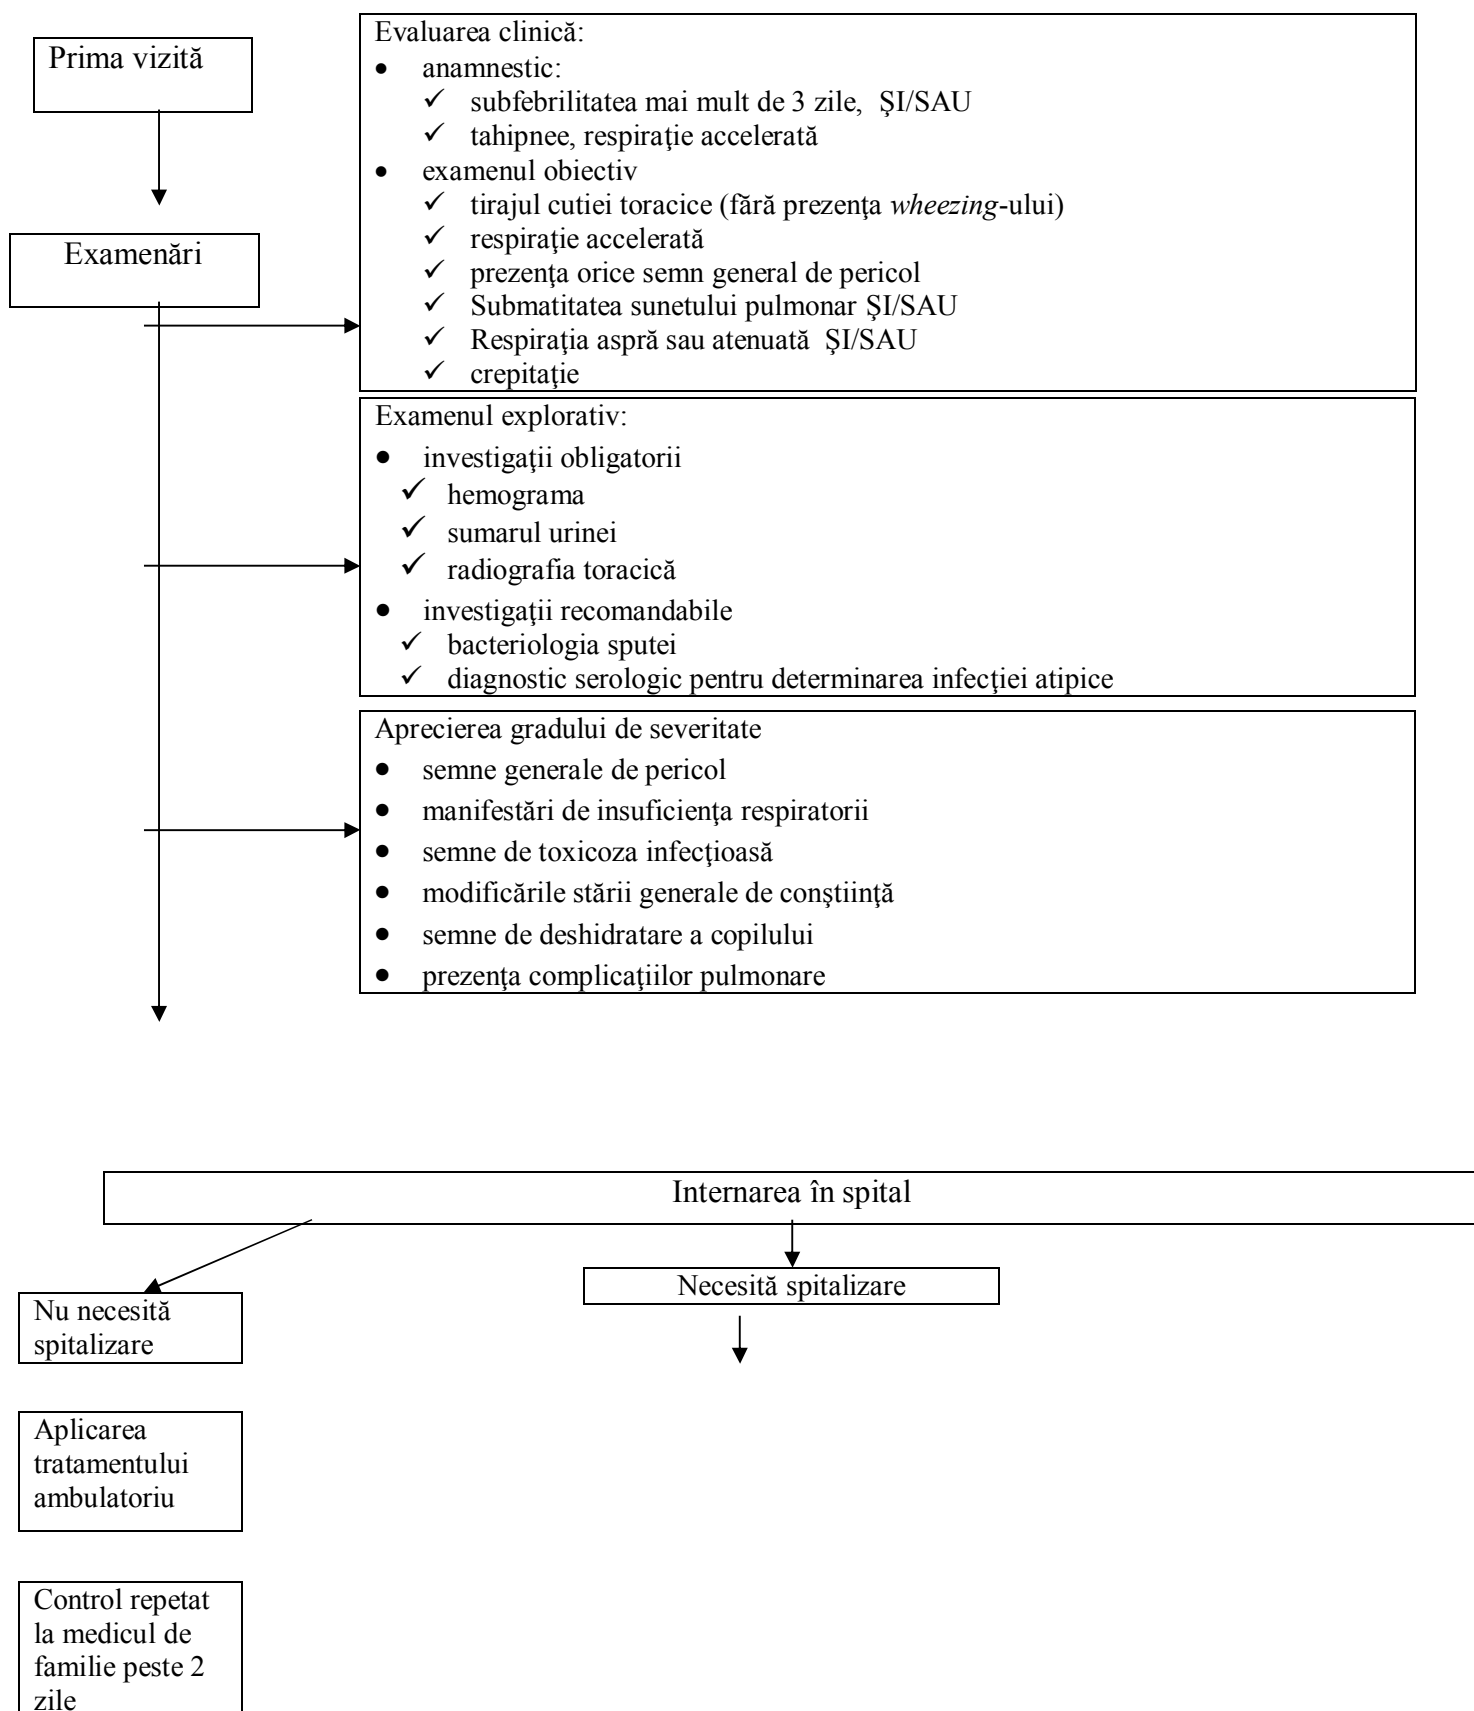 Prima vizită
Examenări
Evaluarea clinică:
• anamnestic:
✓ subfebrilitatea mai mult de 3 zile, ŞI/SAU
✓ tahipnee, respiraţie accelerată
• examenul obiectiv
✓ tirajul cutiei toracice (fără prezenţa wheezing-ului)
✓ respiraţie accelerată
✓ prezenţa orice semn general de pericol
✓ Submatitatea sunetului pulmonar ŞI/SAU
✓ Respiraţia aspră sau atenuată ŞI/SAU
✓ crepitaţie
Examenul explorativ:
• investigaţii obligatorii
✓ hemograma
✓ sumarul urinei
✓ radiografia toracică
• investigaţii recomandabile
✓ bacteriologia sputei
✓ diagnostic serologic pentru determinarea infecţiei atipice
Aprecierea gradului de severitate
• semne generale de pericol
• manifestări de insuficienţa respiratorii
• semne de toxicoza infecţioasă
• modificările stării generale de conştiinţă
• semne de deshidratare a copilului
• prezenţa complicaţiilor pulmonare
Internarea în spital
Necesită spitalizare
Nu necesită
spitalizare
Aplicarea
tratamentului
ambulatoriu
Control repetat
la medicul de
familie peste 2
zile